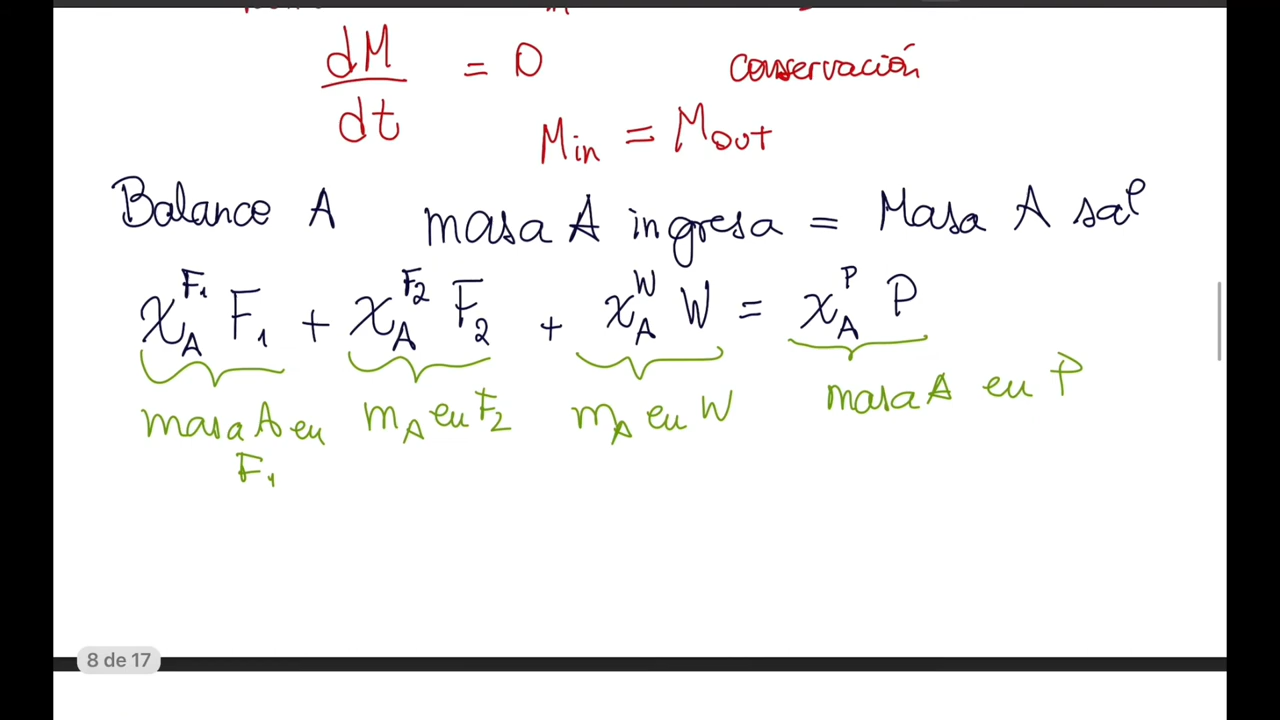 dM/dt = 0 conservación
Min = Mout
Balance A masa A ingresa = Masa A sal
x_A^F1 F1 + x_A^F2 F2 + x_A^W W = x_A^P P
masa A en F1 mA en F2 mA en W masa A en P
8 de 17